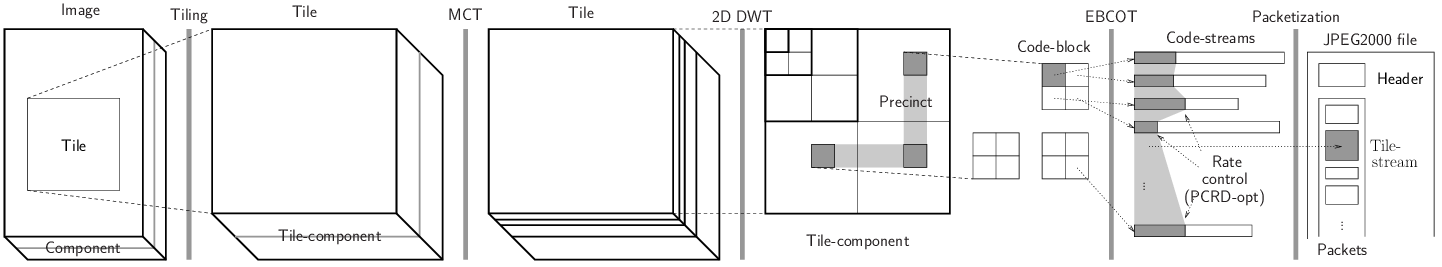 Image
Tile
Component
Tiling
Tile
Tile-component
MCT
Tile
2D DWT
Precinct
Tile-component
Code-block
EBCOT
Code-streams
Rate
control
(PCRD-opt)
Packetization
JPEG2000 file
Header
Tile-
stream
Packets